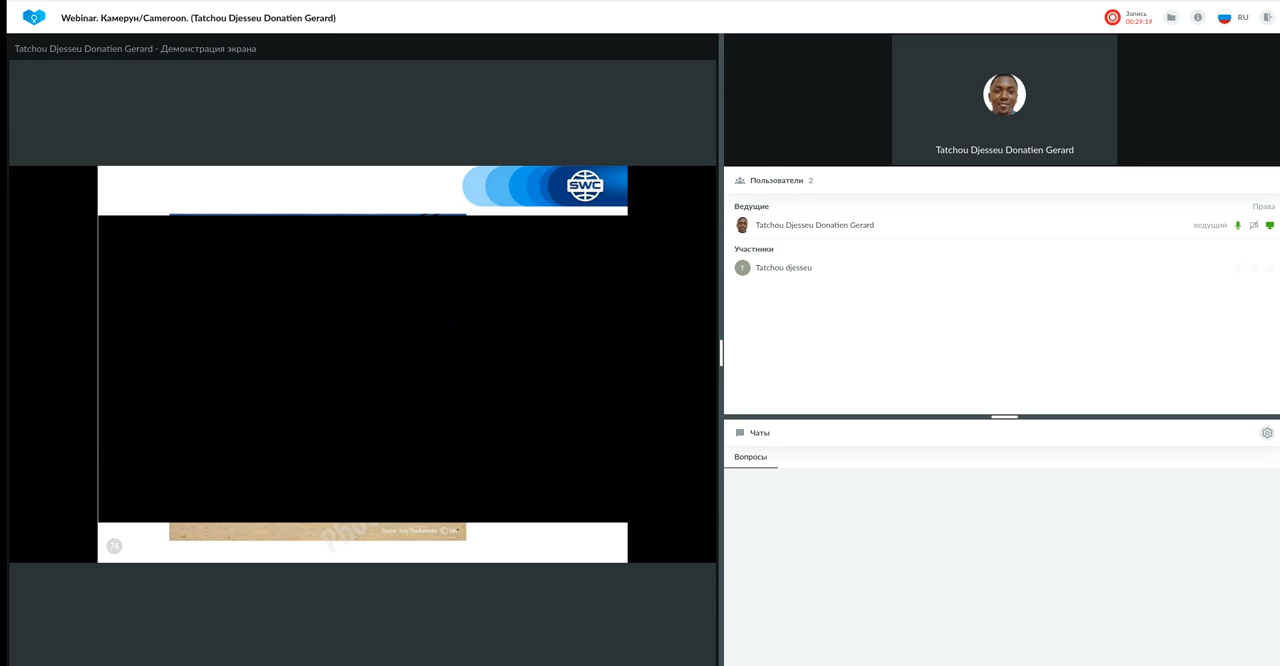 Webinar. Камерун/Cameroon. (Tatchou Djesseu Donatien Gerard)
Запись
00:29:19
RU
Tatchou Djesseu Donatien Gerard - Демонстрация экрана
SWC
74
Tatchou Djesseu Donatien Gerard
Пользователи 2
Ведущие
Права
Tatchou Djesseu Donatien Gerard
ведущий
Участники
T
Tatchou djesseu
Чаты
Вопросы